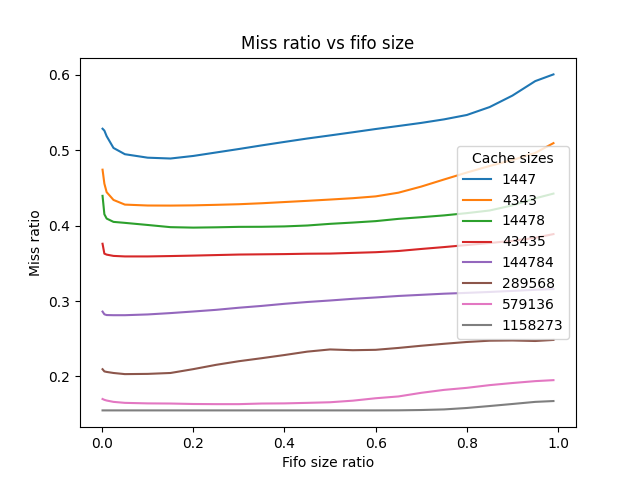 Miss ratio vs fifo size
Miss ratio
0.6
0.5
0.4
0.3
0.2
Cache sizes
1447
4343
14478
43435
144784
289568
579136
1158273
0.0 0.2 0.4 0.6 0.8 1.0
Fifo size ratio